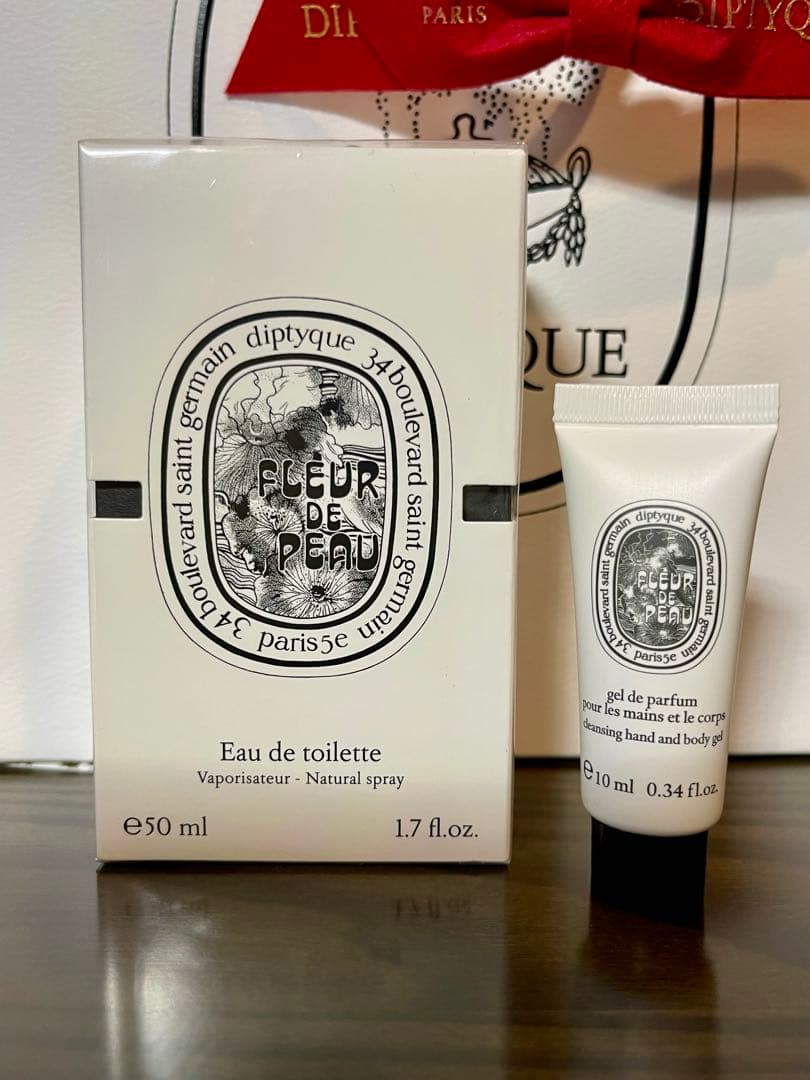 PARIS
DIPTYQUE
QUE
34 boulevard saint germain diptyque 34 boulevard saint germain paris5e
FLEUR
DE
PEAU
Eau de toilette
Vaporisateur - Natural spray
℮50 ml 1.7 fl.oz.
34 boulevard saint germain diptyque 34 boulevard saint germain paris5e
FLEUR
DE
PEAU
gel de parfum
pour les mains et le corps
cleansing hand and body gel
℮10 ml 0.34 fl.oz.